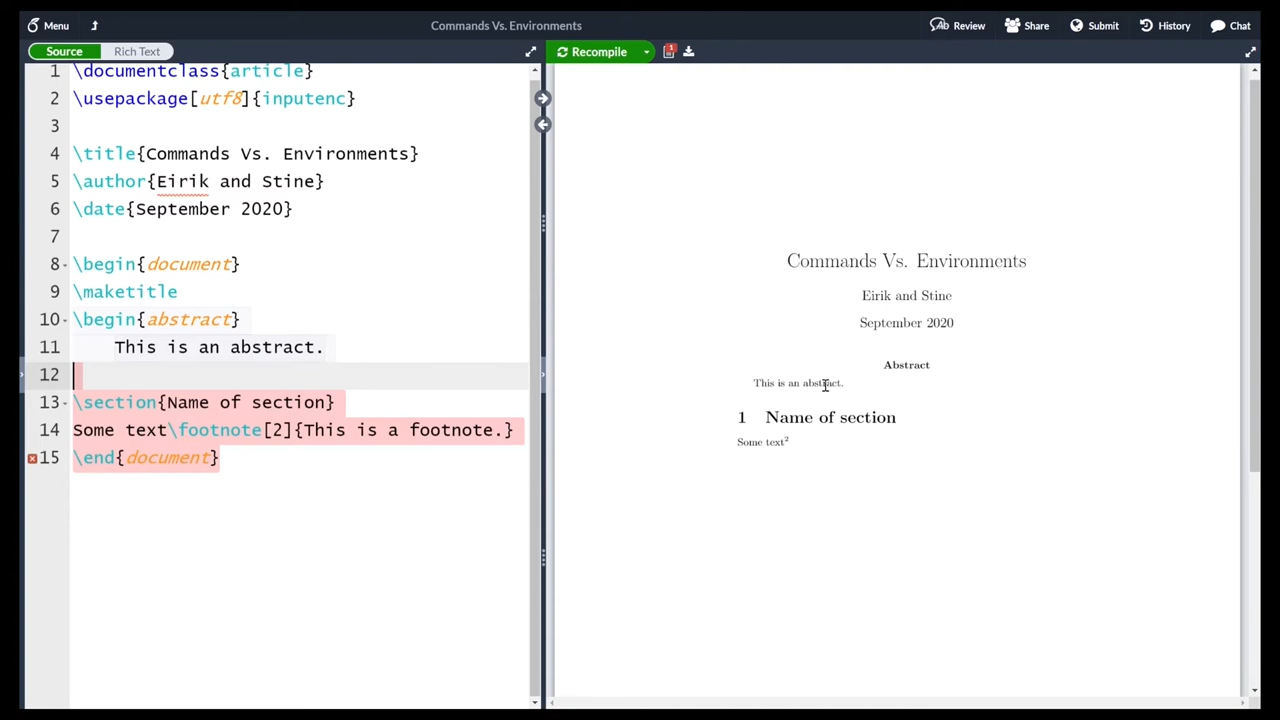 Menu
Commands Vs. Environments
Review
Share
Submit
History
Chat
Source
Rich Text
Recompile
1
1 \documentclass{article}
2 \usepackage[utf8]{inputenc}
3
4 \title{Commands Vs. Environments}
5 \author{Eirik and Stine}
6 \date{September 2020}
7
8 \begin{document}
9 \maketitle
10 \begin{abstract}
11 This is an abstract.
12
13 \section{Name of section}
14 Some text\footnote[2]{This is a footnote.}
15 \end{document}
Commands Vs. Environments
Eirik and Stine
September 2020
Abstract
This is an abstract.
1 Name of section
Some text2